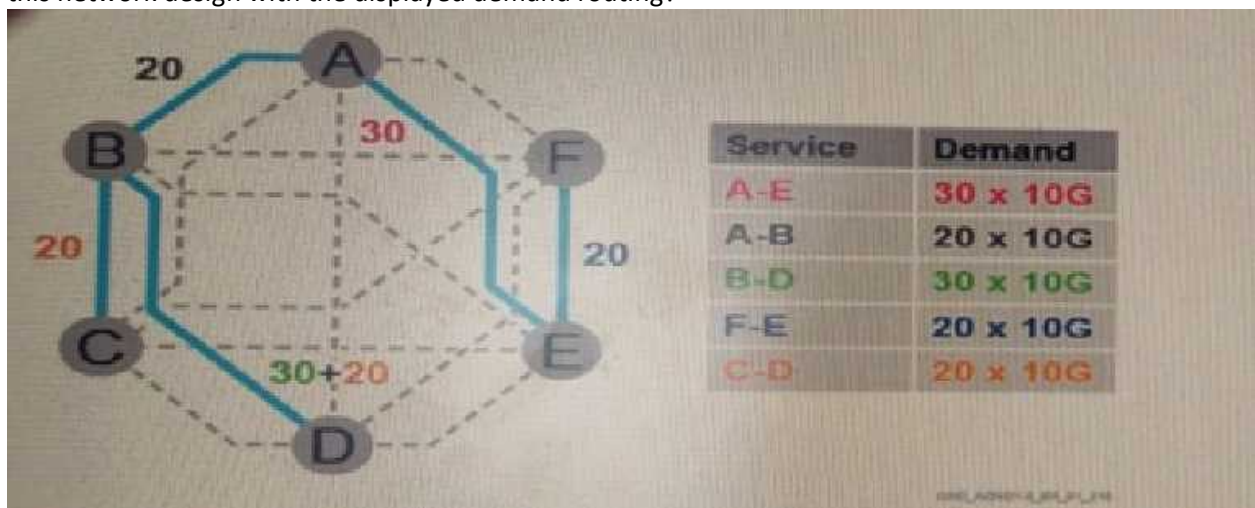 this network design with the displayed demand routing?
20
A
30
B
F
20
20
C
E
30+20
D
Service Demand
A-E 30 x 10G
A-B 20 x 10G
B-D 30 x 10G
F-E 20 x 10G
C-D 20 x 10G